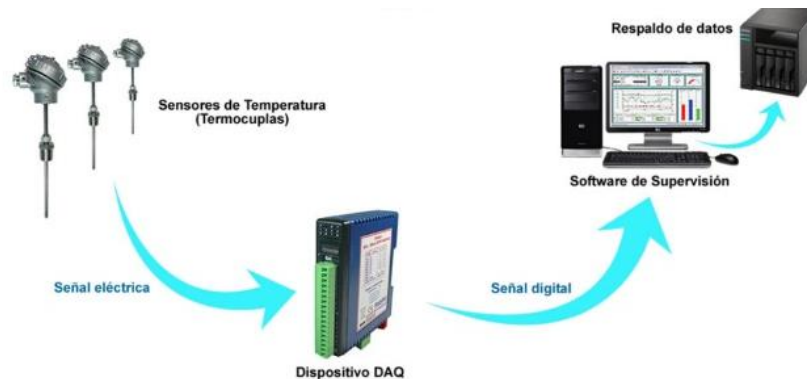 Respaldo de datos
Sensores de Temperatura
(Termocuplas)
Software de Supervisión
Señal eléctrica
Señal digital
Dispositivo DAQ